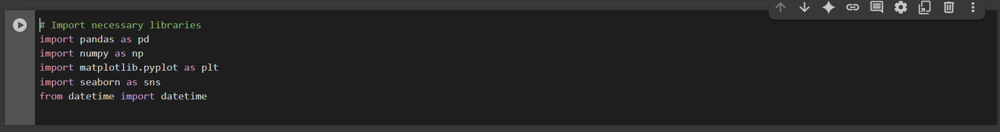 # Import necessary libraries
import pandas as pd
import numpy as np
import matplotlib.pyplot as plt
import seaborn as sns
from datetime import datetime